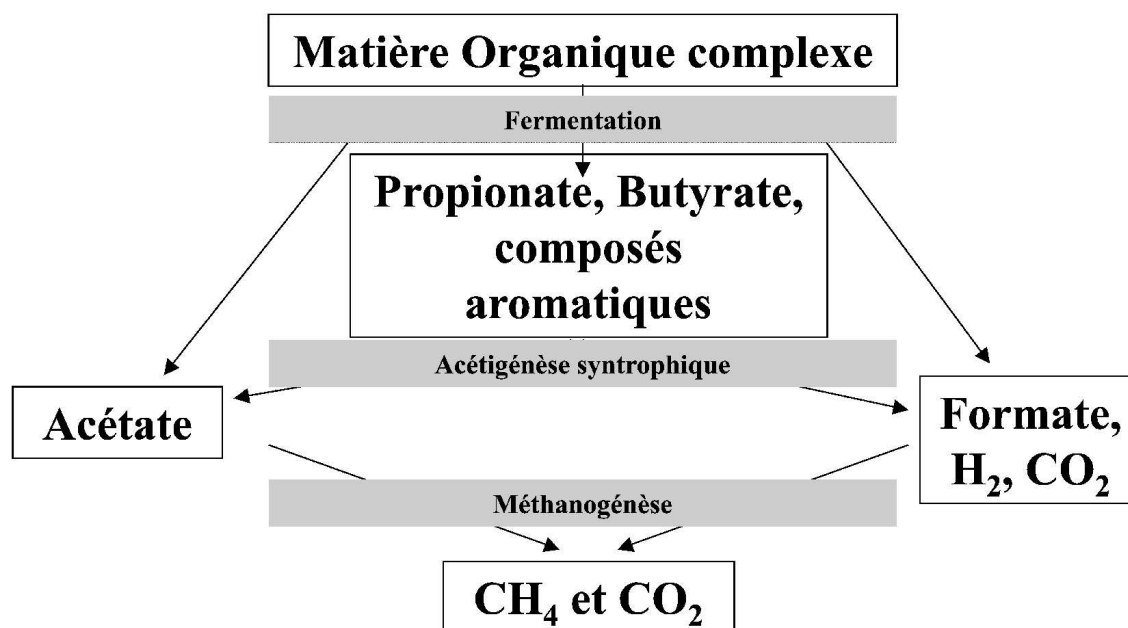 Matière Organique complexe
Fermentation
Propionate, Butyrate,
composés
aromatiques
Acétigénèse syntrophique
Acétate
Formate,
H₂, CO₂
Méthanogénèse
CH₄ et CO₂